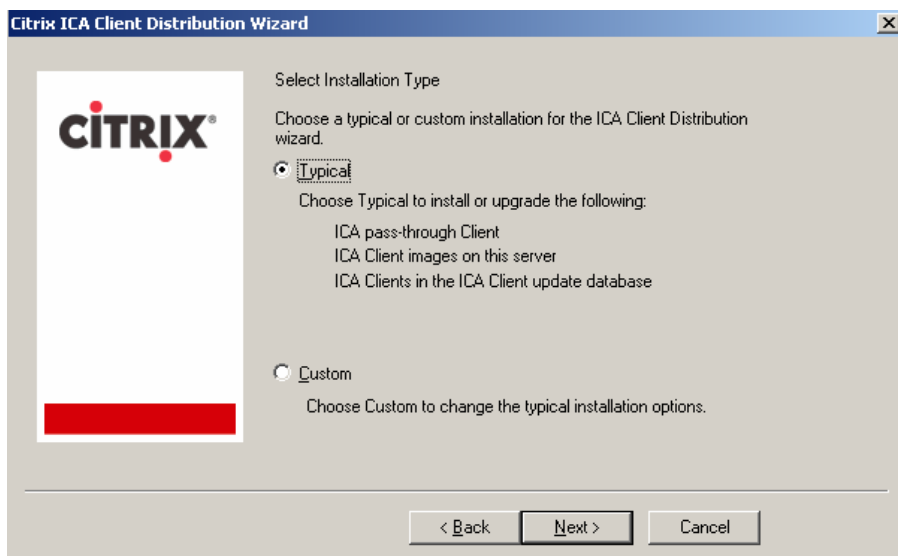 Citrix ICA Client Distribution Wizard
CİTRIX®
Select Installation Type
Choose a typical or custom installation for the ICA Client Distribution
wizard.
Typical
Choose Typical to install or upgrade the following:
ICA pass-through Client
ICA Client images on this server
ICA Clients in the ICA Client update database
Custom
Choose Custom to change the typical installation options.
< Back
Next >
Cancel